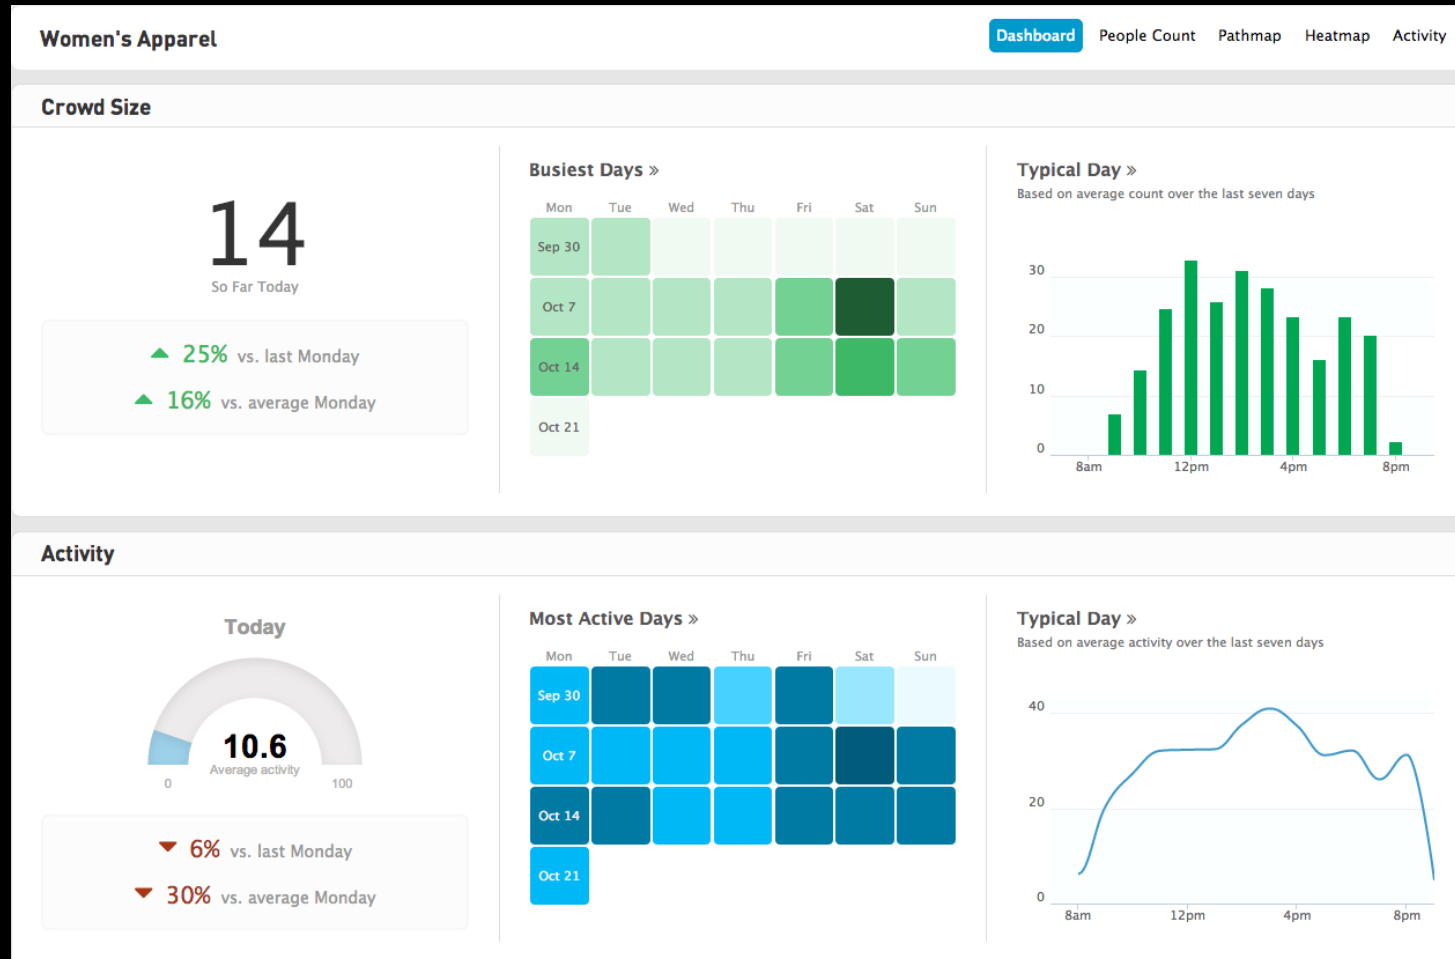 Women's Apparel
Dashboard People Count Pathmap Heatmap Activity
Crowd Size
14
So Far Today
25% vs. last Monday
16% vs. average Monday
Busiest Days »
Mon Tue Wed Thu Fri Sat Sun
Sep 30
Oct 7
Oct 14
Oct 21
Typical Day »
Based on average count over the last seven days
30
20
10
0
8am 12pm 4pm 8pm
Activity
Today
10.6
Average activity
0 100
6% vs. last Monday
30% vs. average Monday
Most Active Days »
Mon Tue Wed Thu Fri Sat Sun
Sep 30
Oct 7
Oct 14
Oct 21
Typical Day »
Based on average activity over the last seven days
40
20
0
8am 12pm 4pm 8pm